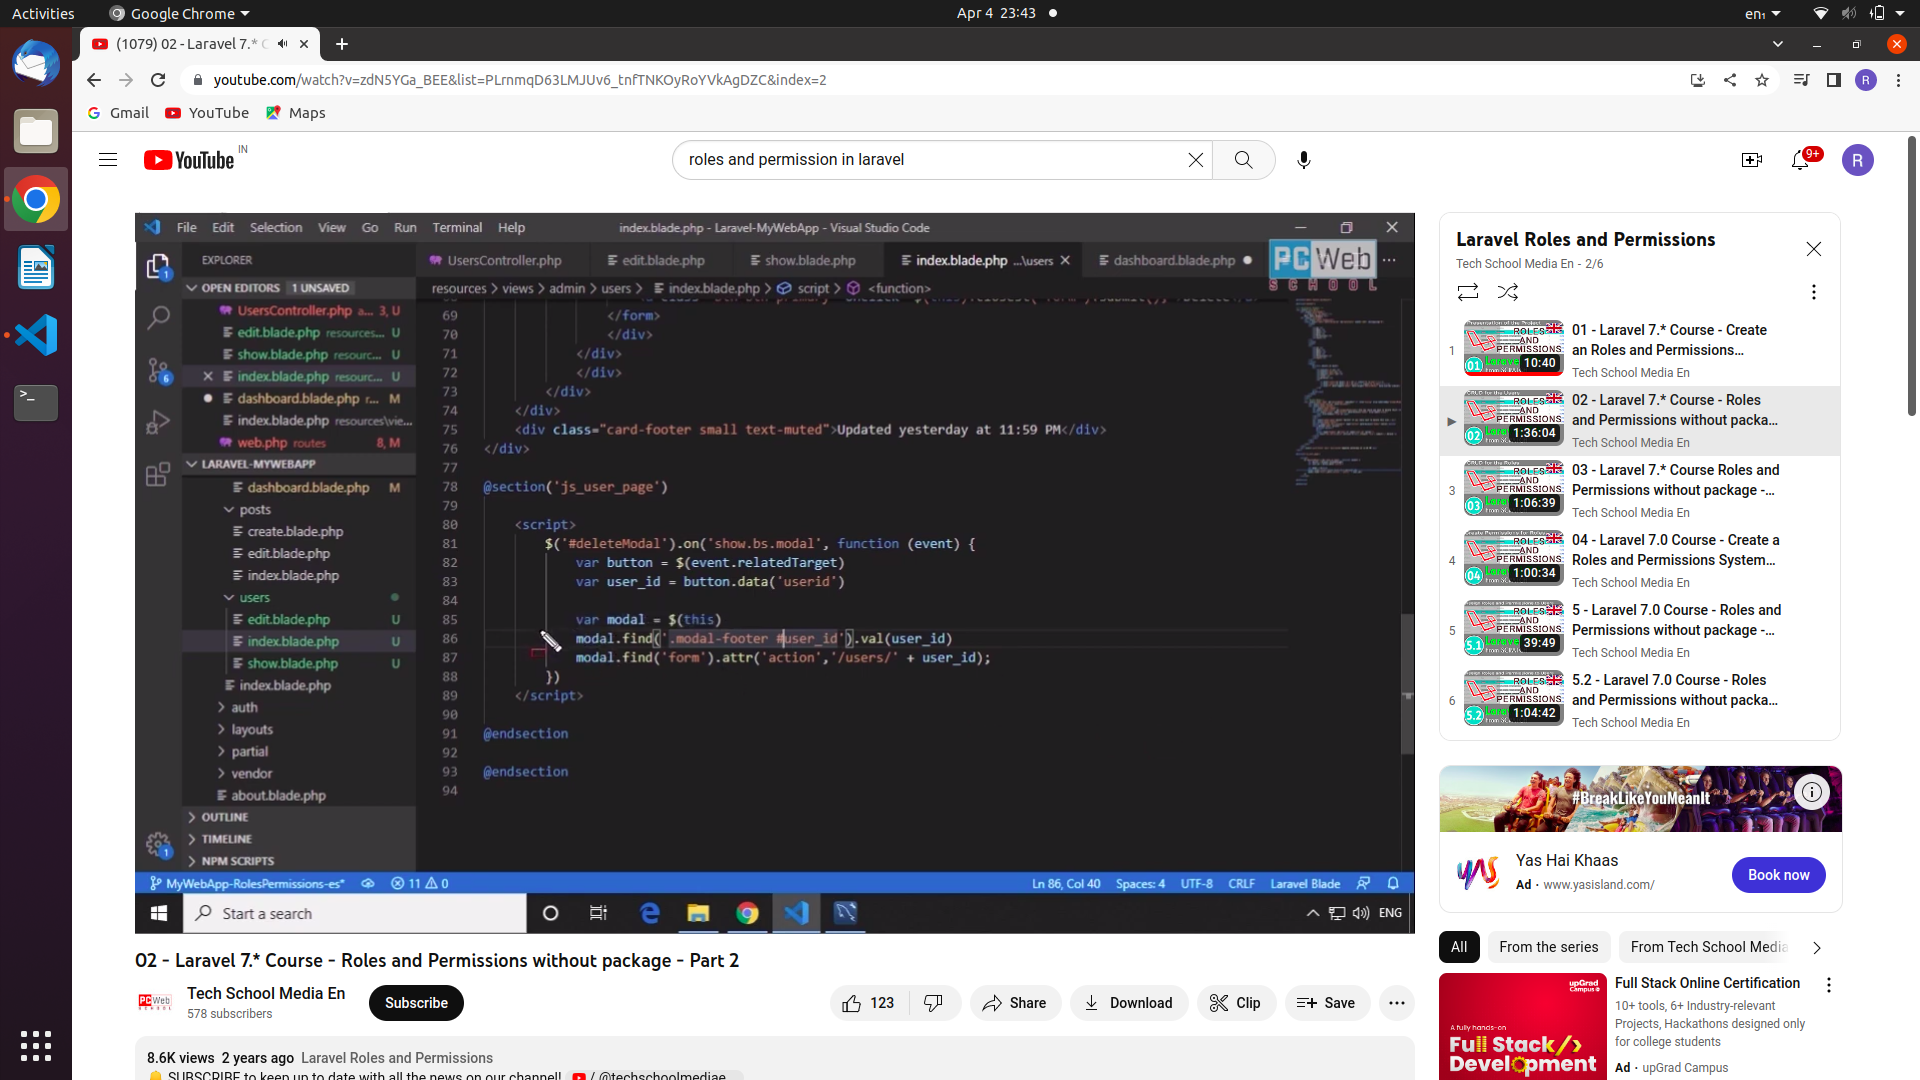 Activities
Google Chrome
Apr 4 23:43
en₁
(1079) 02 - Laravel 7.*
youtube.com/watch?v=zdN5YGa_BEE&list=PLrnmqD63LMJUv6_tnfTNKOyRoYVkAgDZC&index=2
R
Gmail
YouTube
Maps
YouTube
IN
roles and permission in laravel
9+
R
File Edit Selection View Go Run Terminal Help
index.blade.php - Laravel-MyWebApp - Visual Studio Code
PC Web
SCHOOL
EXPLORER
OPEN EDITORS 1 UNSAVED
UsersController.php a... 3, U
edit.blade.php resources... U
show.blade.php resourc... U
index.blade.php resourc... U
dashboard.blade.php r... M
index.blade.php resources\vie...
web.php routes 8, M
LARAVEL-MYWEBAPP
dashboard.blade.php M
posts
create.blade.php
edit.blade.php
index.blade.php
users
edit.blade.php U
index.blade.php U
show.blade.php U
index.blade.php
auth
layouts
partial
vendor
about.blade.php
OUTLINE
TIMELINE
NPM SCRIPTS
UsersController.php
edit.blade.php
show.blade.php
index.blade.php ...\users
dashboard.blade.php
resources > views > admin > users > index.blade.php > script > <function>
69 </form>
70 </div>
71 </div>
72 </div>
73 </div>
74 </div>
75 <div class="card-footer small text-muted">Updated yesterday at 11:59 PM</div>
76 </div>
77
78 @section('js_user_page')
79
80 <script>
81 $('#deleteModal').on('show.bs.modal', function (event) {
82 var button = $(event.relatedTarget)
83 var user_id = button.data('userid')
84
85 var modal = $(this)
86 modal.find('.modal-footer #user_id').val(user_id)
87 modal.find('form').attr('action','/users/' + user_id);
88 })
89 </script>
90
91 @endsection
92
93 @endsection
94
MyWebApp-RolesPermissions-es*
11
0
Ln 86, Col 40
Spaces: 4
UTF-8
CRLF
Laravel Blade
Start a search
ENG
02 - Laravel 7.* Course - Roles and Permissions without package - Part 2
Tech School Media En
578 subscribers
Subscribe
123
Share
Download
Clip
Save
8.6K views 2 years ago Laravel Roles and Permissions
SUBSCRIBE to keep up to date with all the news on our channel!
/ @techschoolmediae...
Laravel Roles and Permissions
Tech School Media En - 2/6
1
10:40
01 - Laravel 7.* Course - Create
an Roles and Permissions...
Tech School Media En
1:36:04
02 - Laravel 7.* Course - Roles
and Permissions without packa...
Tech School Media En
3
1:06:39
03 - Laravel 7.* Course Roles and
Permissions without package -...
Tech School Media En
4
1:00:34
04 - Laravel 7.0 Course - Create a
Roles and Permissions System...
Tech School Media En
5
39:49
5 - Laravel 7.0 Course - Roles and
Permissions without package -...
Tech School Media En
6
1:04:42
5.2 - Laravel 7.0 Course - Roles
and Permissions without packa...
Tech School Media En
#BreakLikeYouMeanIt
yas
Yas Hai Khaas
Ad · www.yasisland.com/
Book now
All
From the series
From Tech School Media
upGrad
Campus
A fully hands-on
Full Stack
Development
Full Stack Online Certification
10+ tools, 6+ Industry-relevant
Projects, Hackathons designed only
for college students
Ad · upGrad Campus